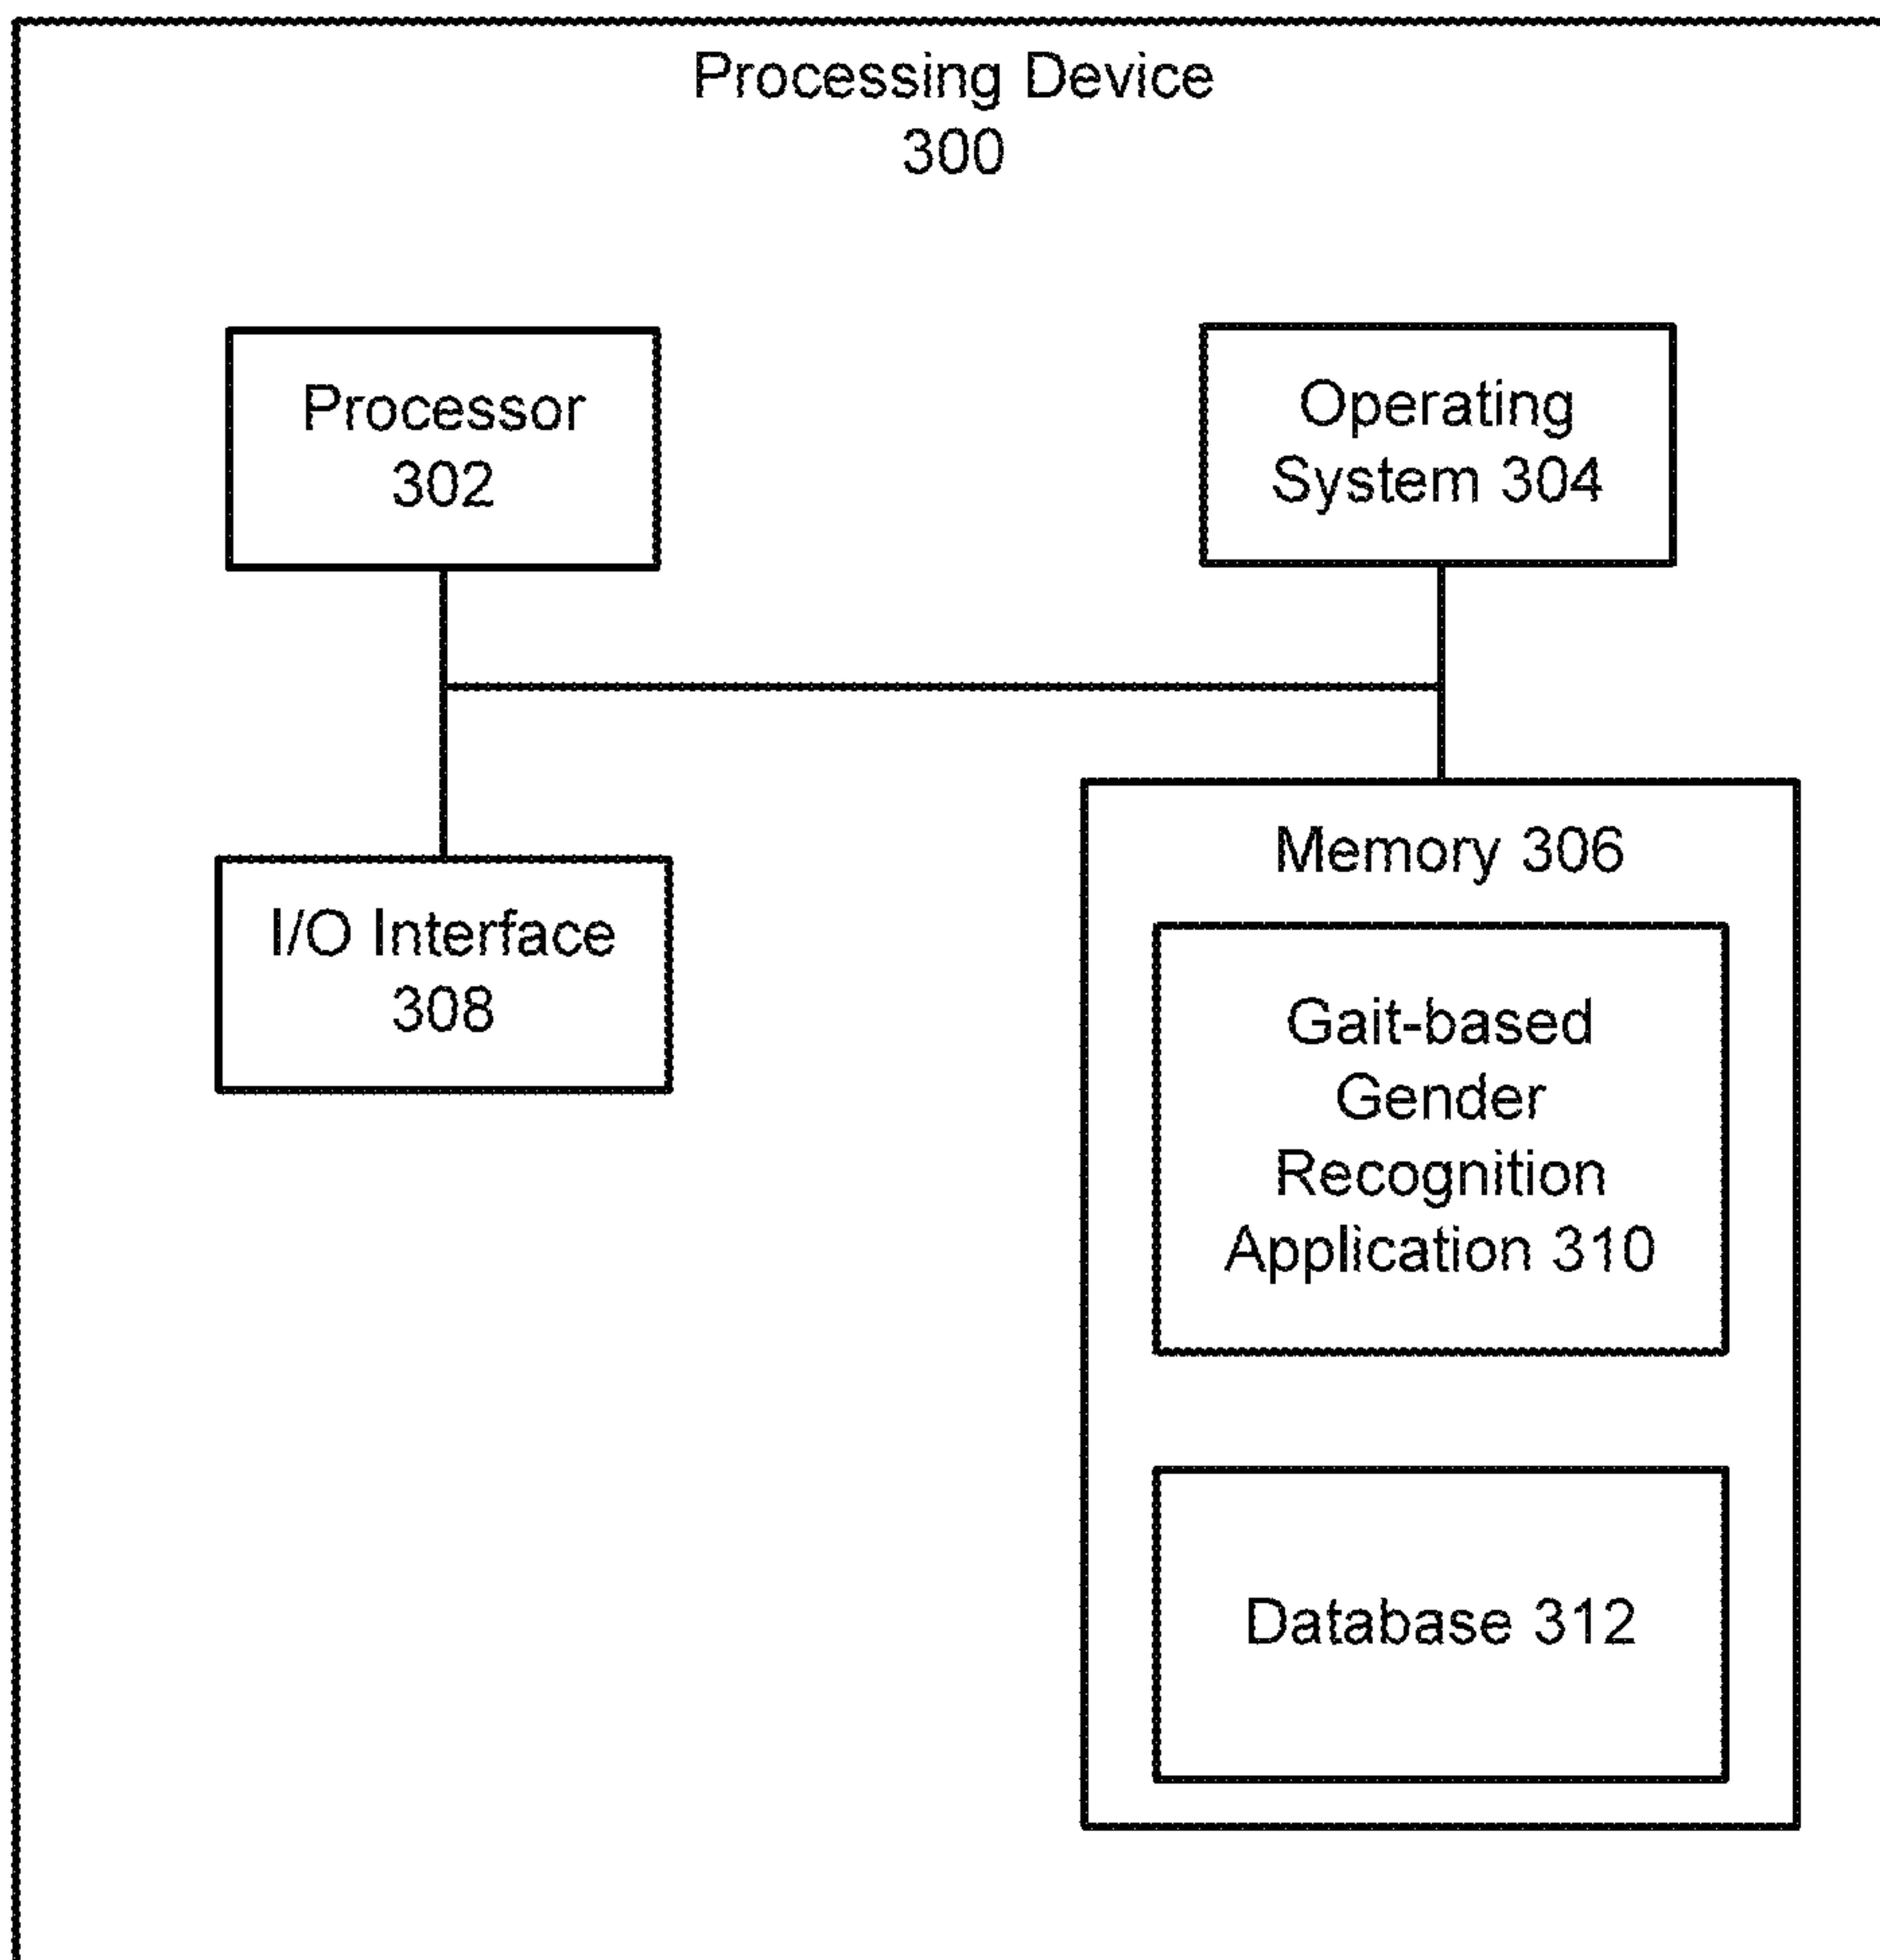 Processing Device
300
Processor
302
Operating
System 304
I/O Interface
308
Memory 306
Gait-based
Gender
Recognition
Application 310
Database 312